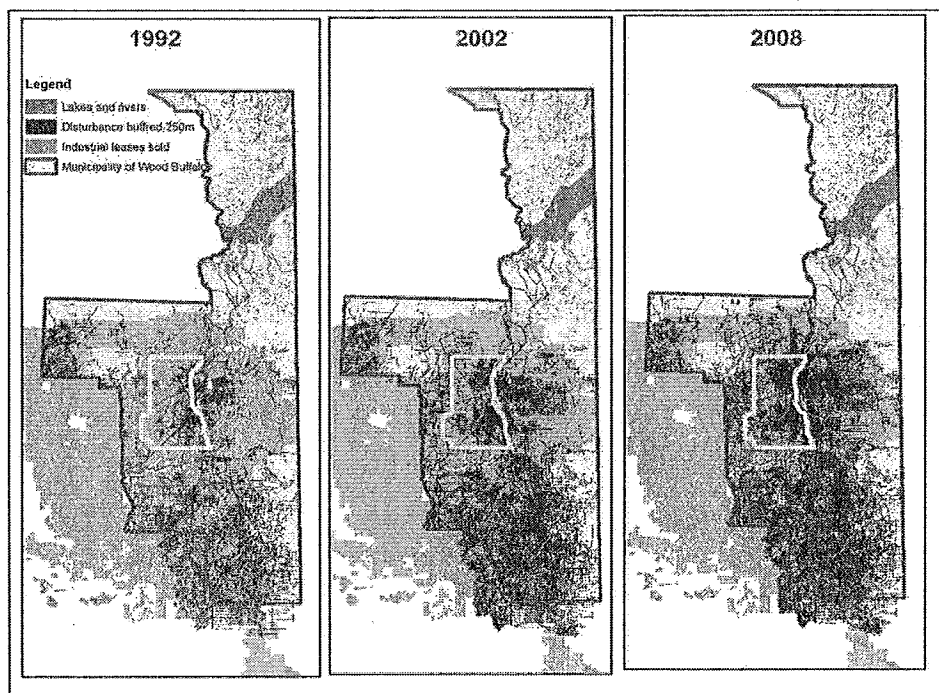 1992
2002
2008
Legend
Lakes and rivers
Disturbance buffred 250m
Industrial leases sold
Municipality of Wood Buffalo